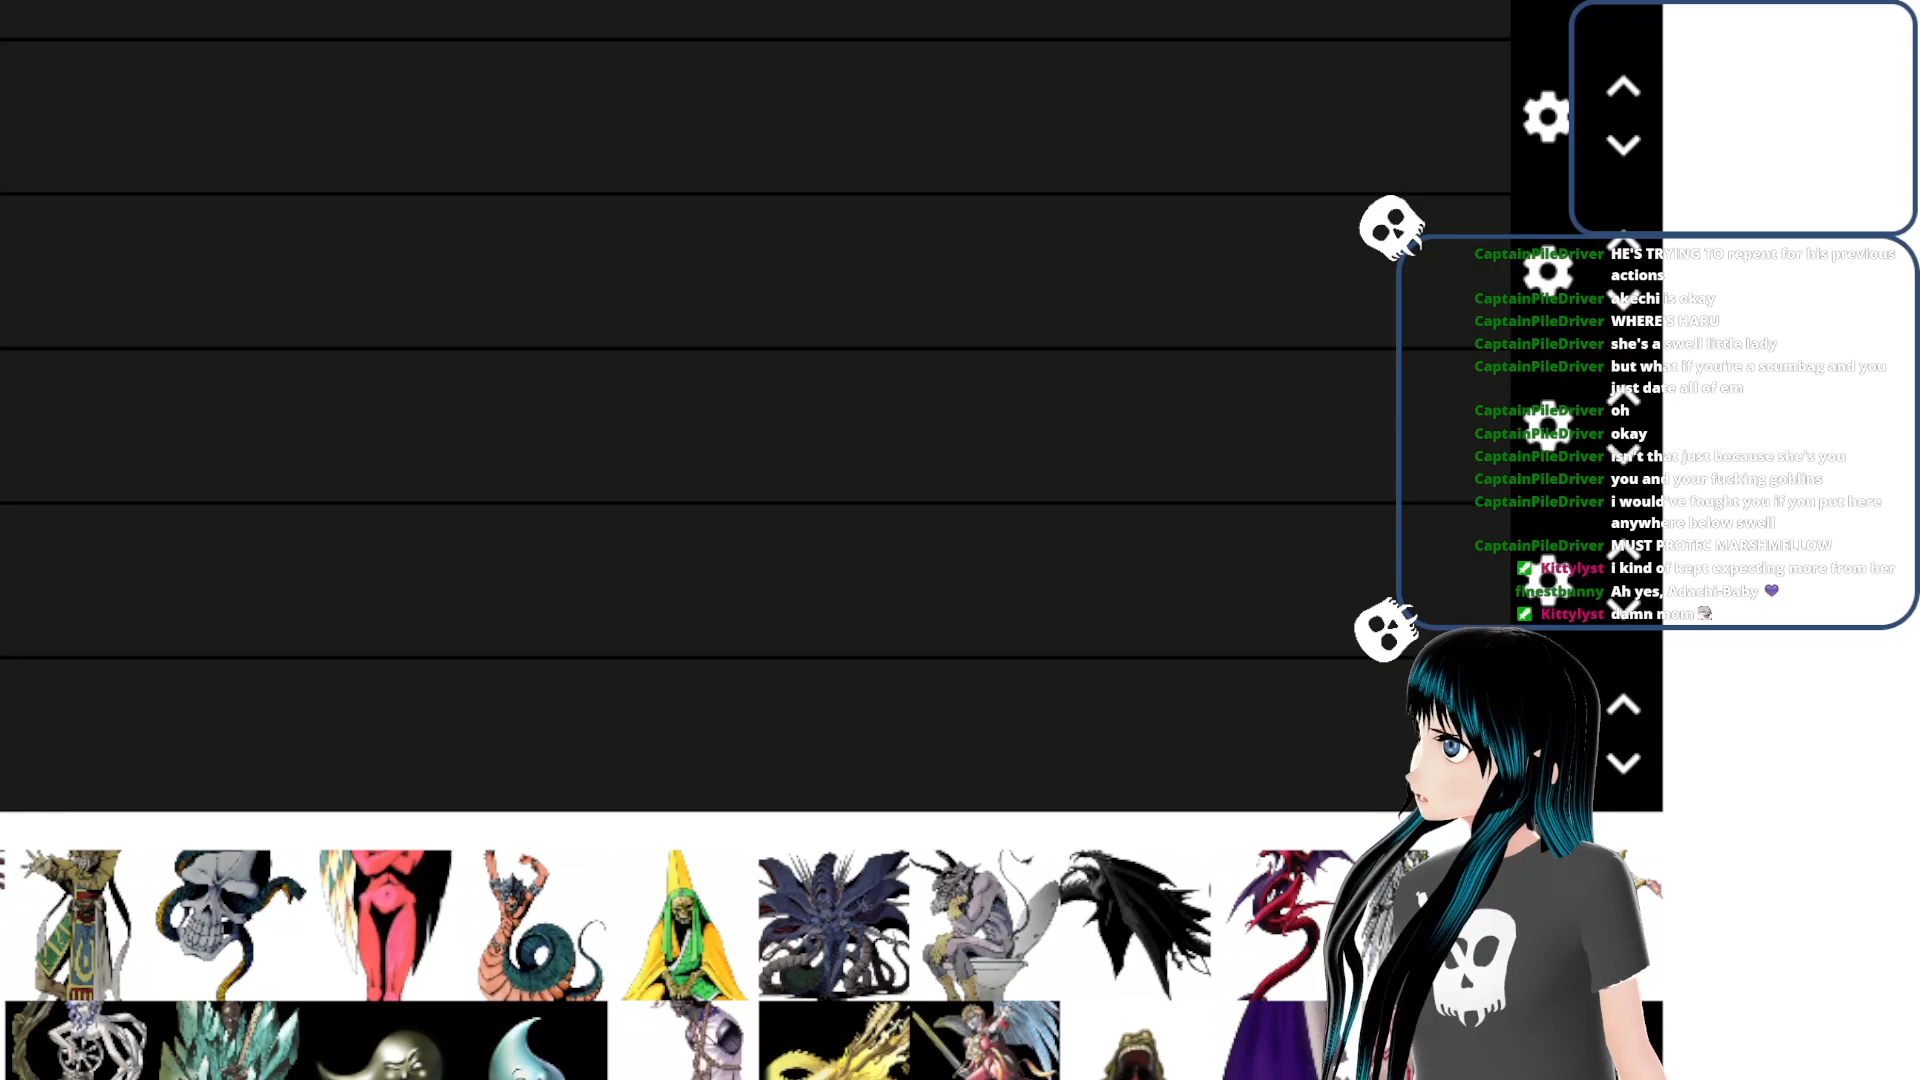 CaptainPileDriver HE'S TRYING TO repent for his previous
actions
CaptainPileDriver akechi is okay
CaptainPileDriver WHERE'S HARU
CaptainPileDriver she's a swell little lady
CaptainPileDriver but what if you're a scumbag and you
just date all of em
CaptainPileDriver oh
CaptainPileDriver okay
CaptainPileDriver isn't that just because she's you
CaptainPileDriver you and your fucking goblins
CaptainPileDriver i would've fought you if you put here
anywhere below swell
CaptainPileDriver MUST PROTEC MARSHMELLOW
Kittylyst i kind of kept expecting more from her
finestbunny Ah yes, Adachi-Baby 💜
Kittylyst damn mom 👻